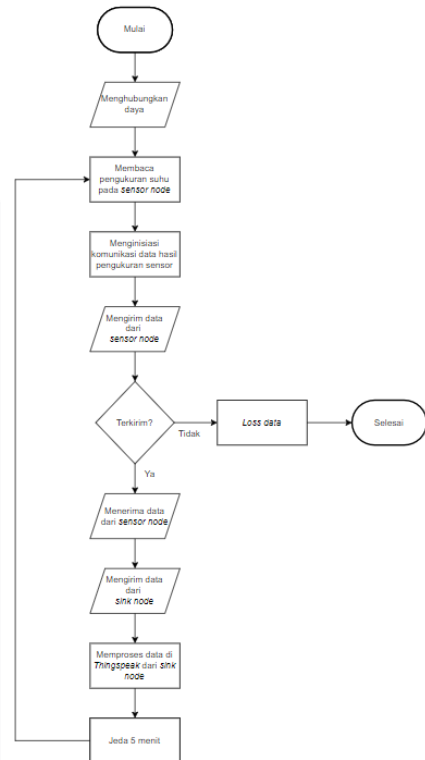 Mulai
Menghubungkan
daya
Membaca
pengukuran suhu
pada sensor node
Menginisiasi
komunikasi data hasil
pengukuran sensor
Mengirim data
dari
sensor node
Terkirim?
Tidak
Loss data
Selesai
Ya
Menerima data
dari sensor node
Mengirim data
dari
sink node
Memproses data di
Thingspeak dari sink
node
Jeda 5 menit